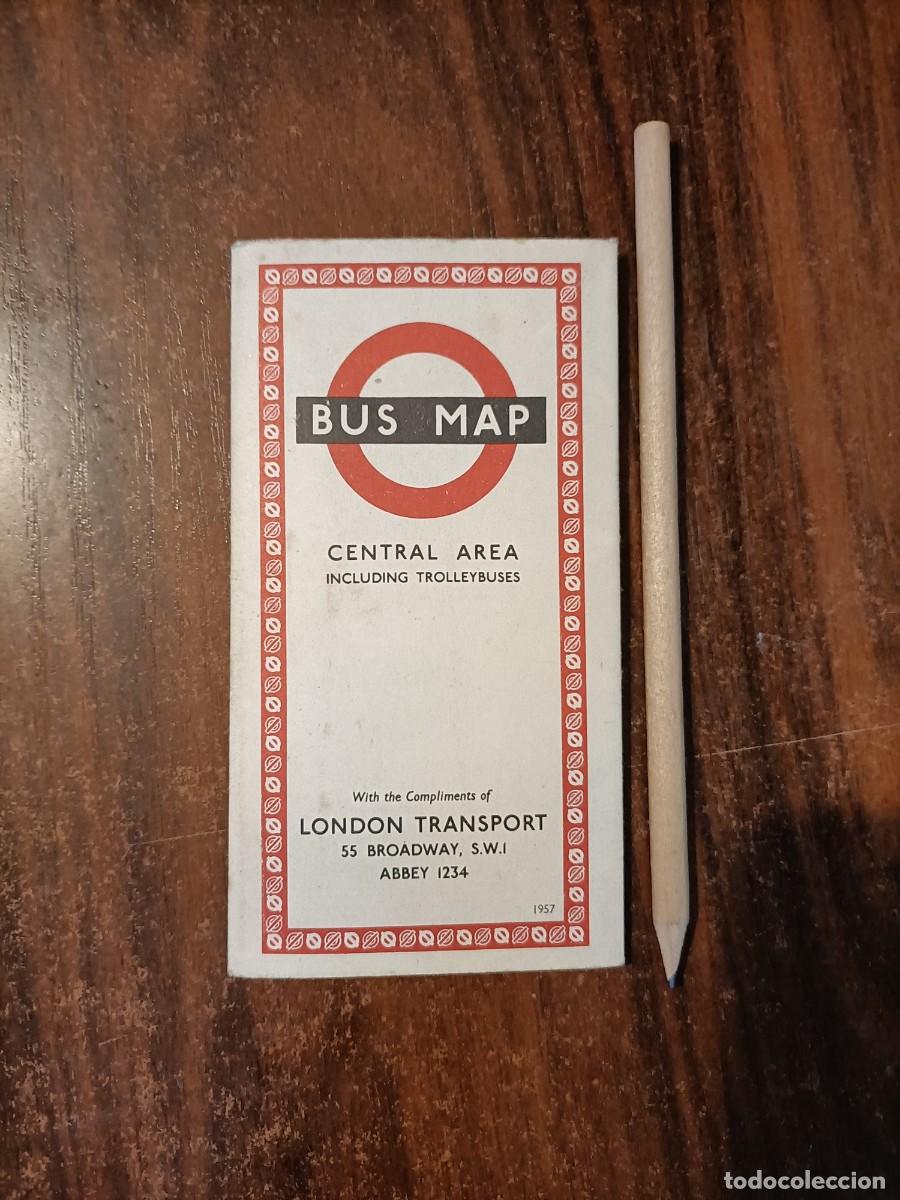 BUS MAP
CENTRAL AREA
INCLUDING TROLLEYBUSES
With the Compliments of
LONDON TRANSPORT
55 BROADWAY, S.W.1
ABBEY 1234
1957
todocoleccion